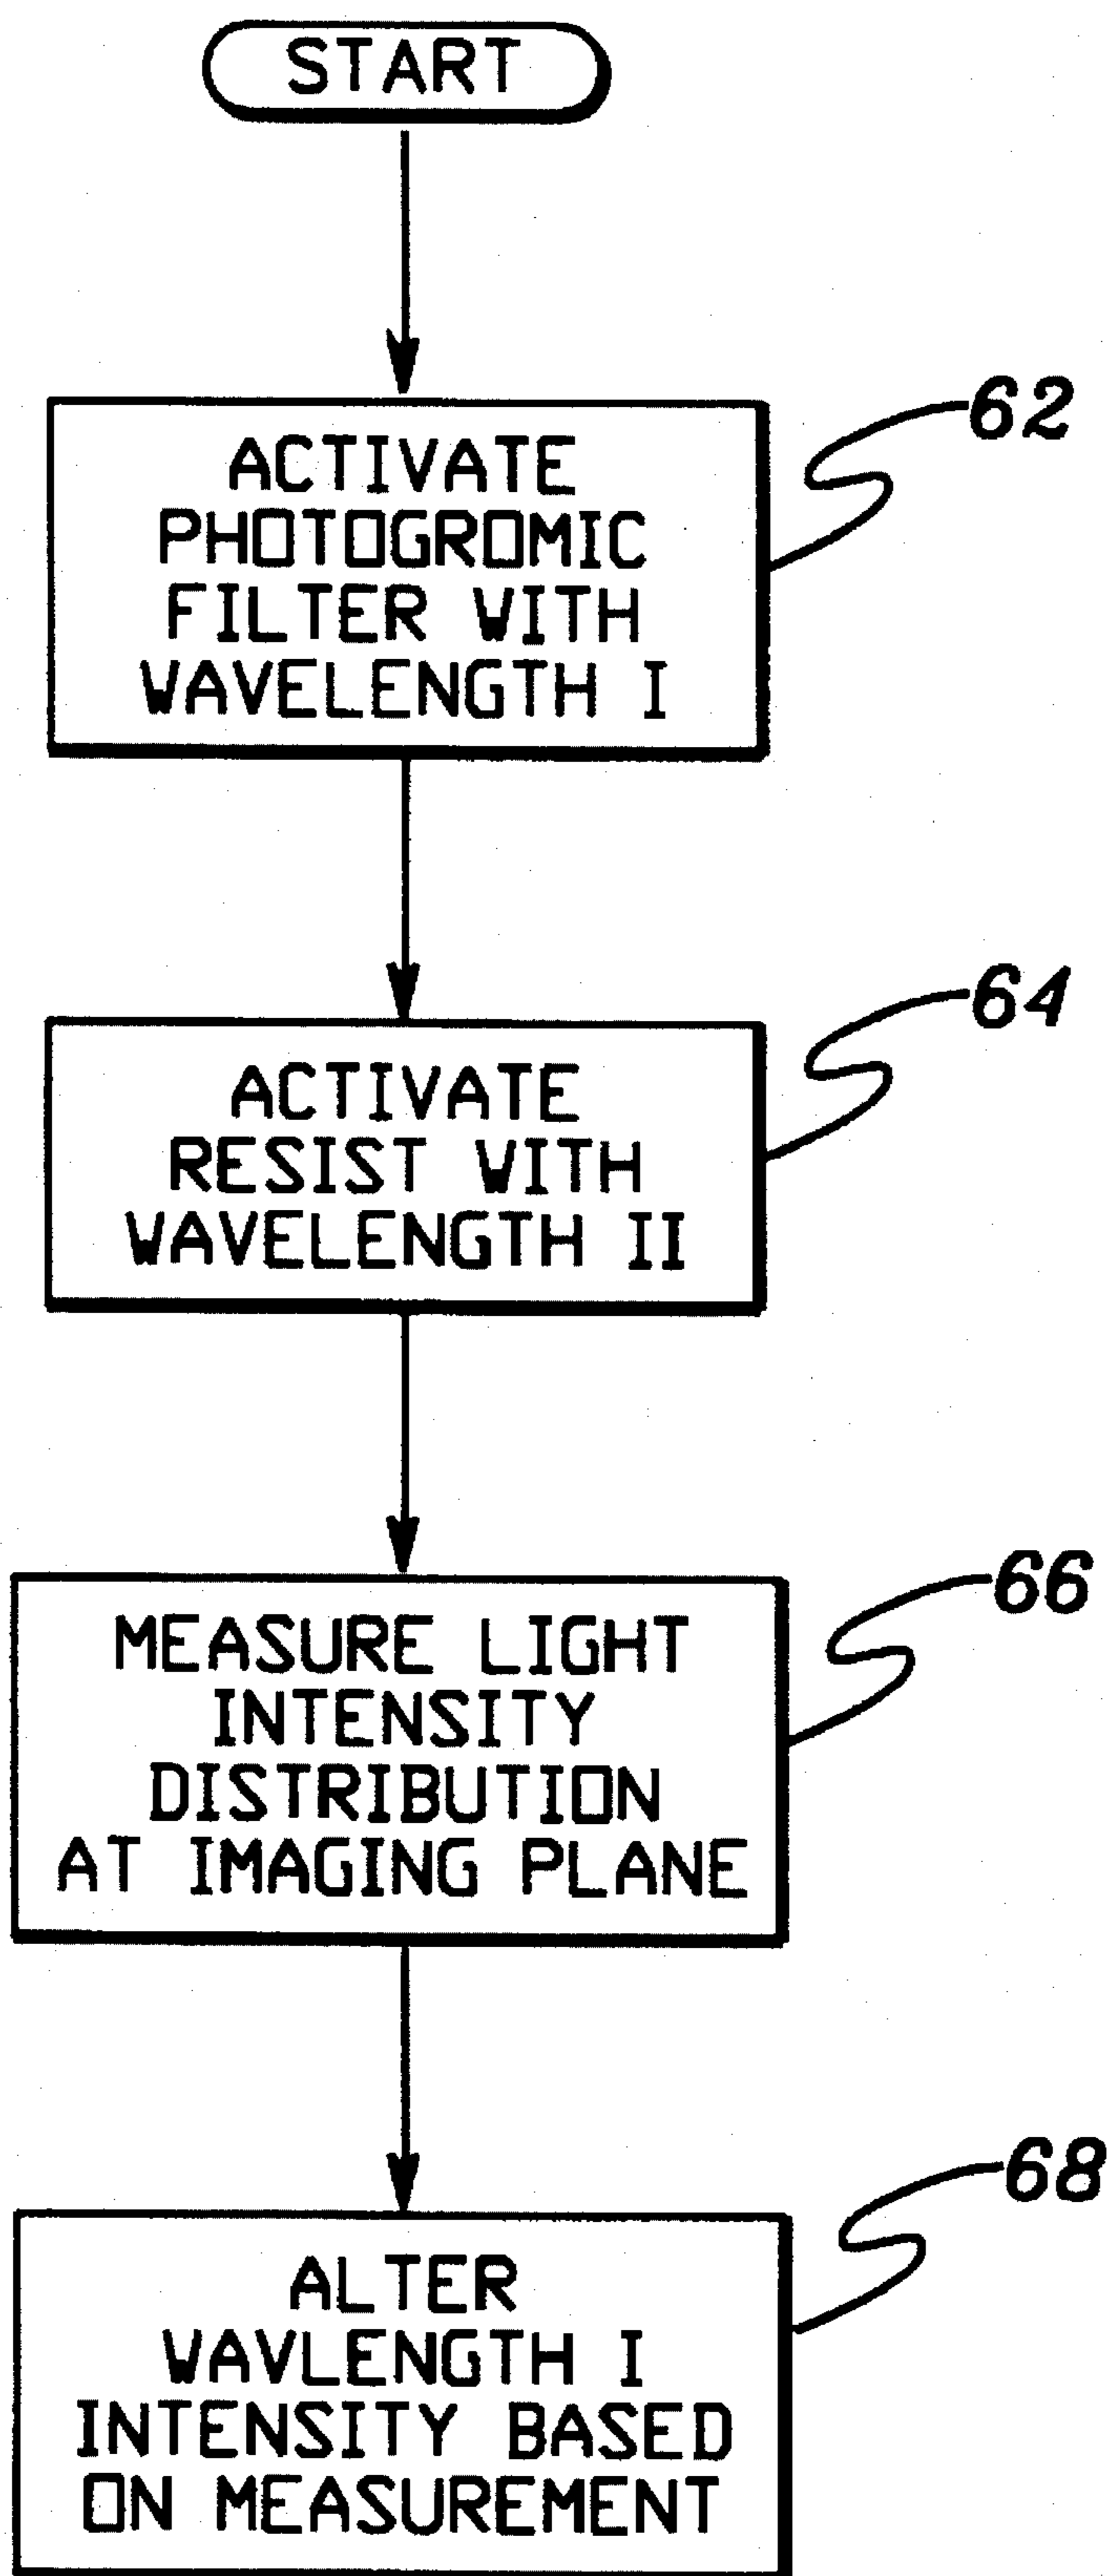 START
62
ACTIVATE
PHOTOGROMIC
FILTER WITH
WAVELENGTH I
64
ACTIVATE
RESIST WITH
WAVELENGTH II
66
MEASURE LIGHT
INTENSITY
DISTRIBUTION
AT IMAGING PLANE
68
ALTER
WAVLENGTH I
INTENSITY BASED
ON MEASUREMENT